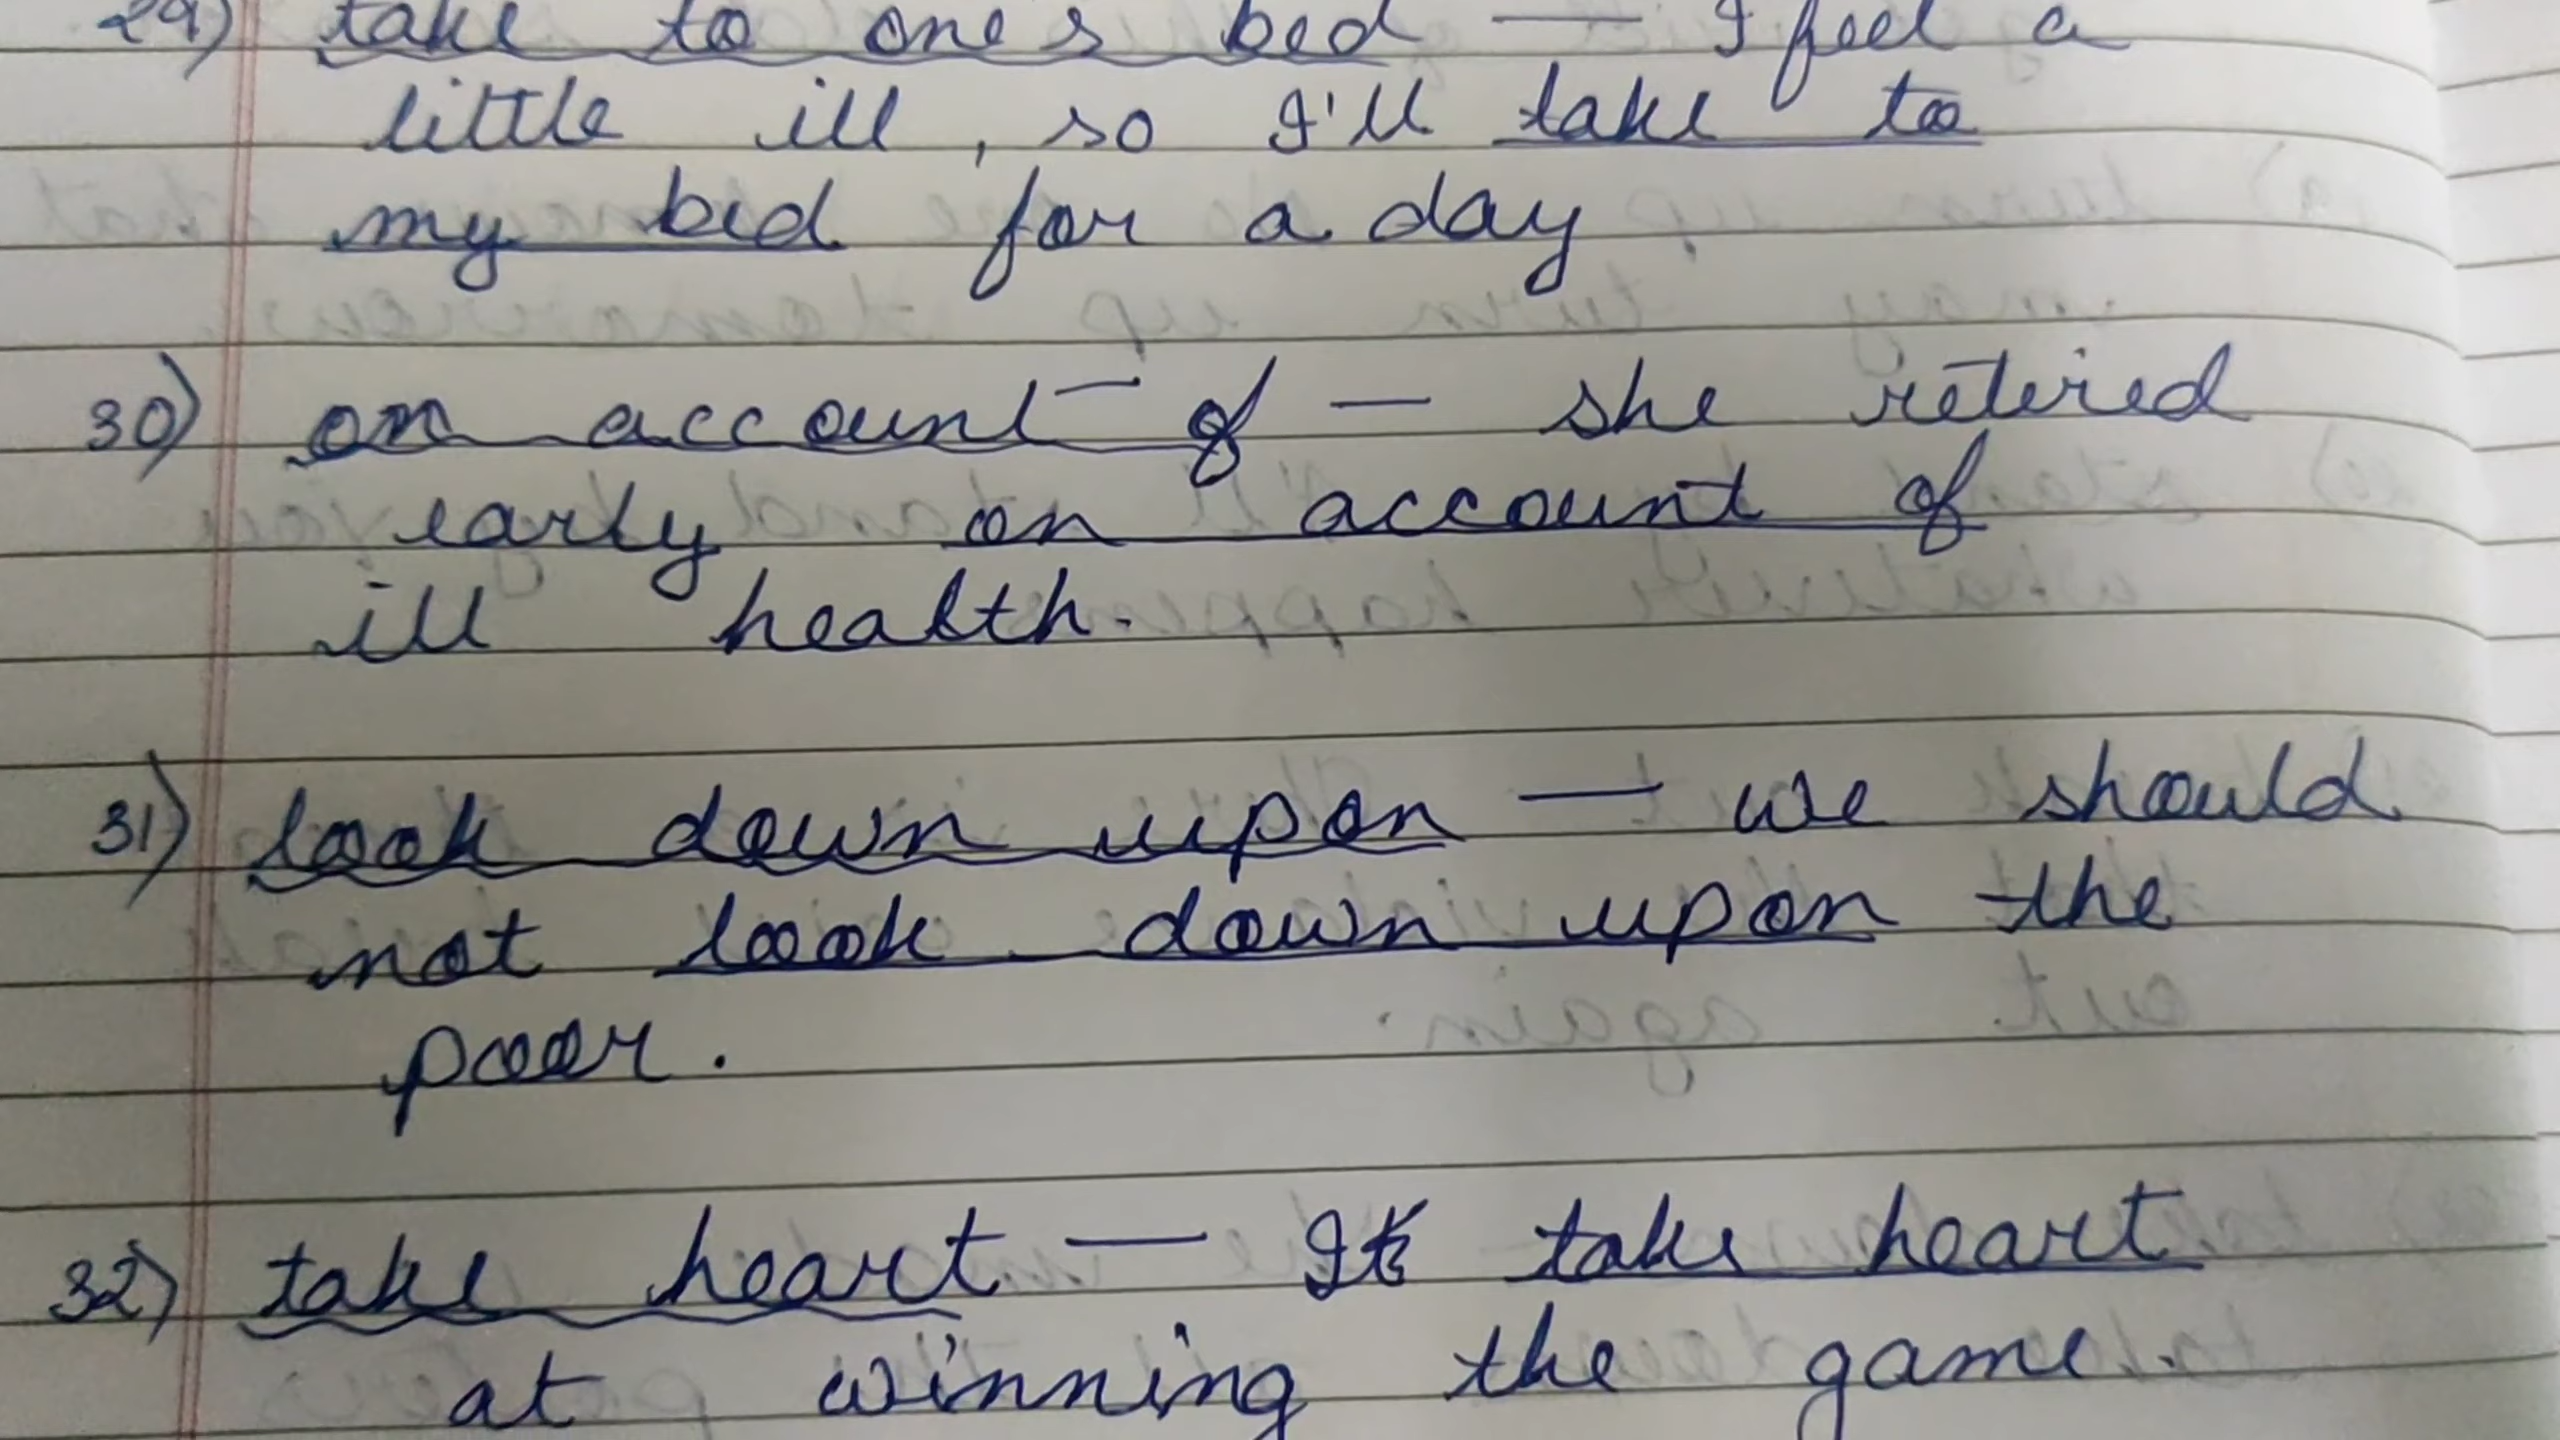 29) take to one's bed — I feel a
little ill, so I'll take to
my bed for a day
30) on account of — she retired
early on account of
ill health.
31) look down upon — we should
not look down upon the
poor.
32) take heart — It take heart
at winning the game.